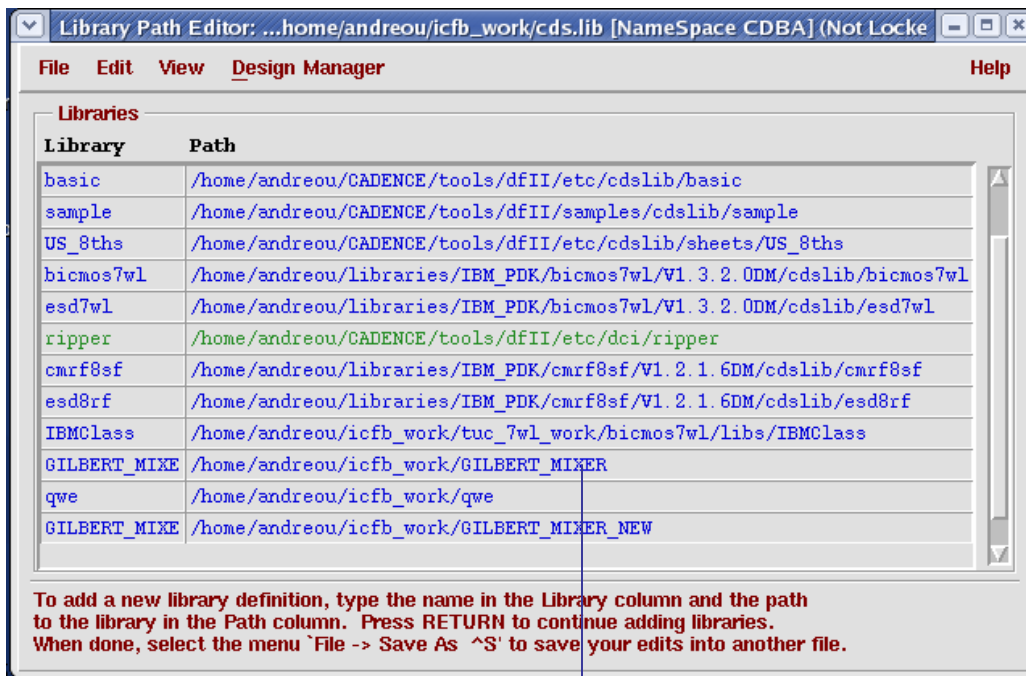 Library Path Editor: ...home/andreou/icfb_work/cds.lib [NameSpace CDBA] (Not Locke
File Edit View Design Manager Help
Libraries
Library Path
basic /home/andreou/CADENCE/tools/dfII/etc/cdslib/basic
sample /home/andreou/CADENCE/tools/dfII/samples/cdslib/sample
US_8ths /home/andreou/CADENCE/tools/dfII/etc/cdslib/sheets/US_8ths
bicmos7wl /home/andreou/libraries/IBM_PDK/bicmos7wl/V1.3.2.0DM/cdslib/bicmos7wl
esd7wl /home/andreou/libraries/IBM_PDK/bicmos7wl/V1.3.2.0DM/cdslib/esd7wl
ripper /home/andreou/CADENCE/tools/dfII/etc/dci/ripper
cmrf8sf /home/andreou/libraries/IBM_PDK/cmrf8sf/V1.2.1.6DM/cdslib/cmrf8sf
esd8rf /home/andreou/libraries/IBM_PDK/cmrf8sf/V1.2.1.6DM/cdslib/esd8rf
IBMClass /home/andreou/icfb_work/tuc_7wl_work/bicmos7wl/libs/IBMClass
GILBERT_MIXE /home/andreou/icfb_work/GILBERT_MIXER
qwe /home/andreou/icfb_work/qwe
GILBERT_MIXE /home/andreou/icfb_work/GILBERT_MIXER_NEW
To add a new library definition, type the name in the Library column and the path
to the library in the Path column. Press RETURN to continue adding libraries.
When done, select the menu `File -> Save As ^S' to save your edits into another file.